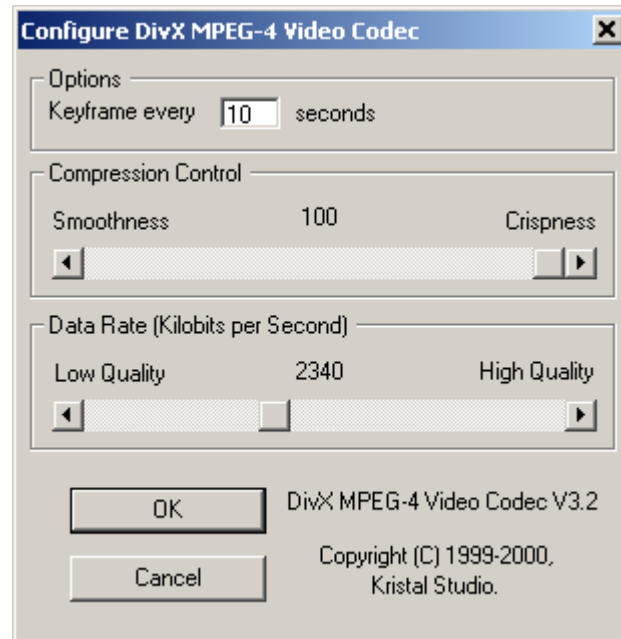 Configure DivX MPEG-4 Video Codec
Options
Keyframe every 10 seconds
Compression Control
Smoothness 100 Crispness
Data Rate (Kilobits per Second)
Low Quality 2340 High Quality
OK
DivX MPEG-4 Video Codec V3.2
Cancel
Copyright (C) 1999-2000,
Kristal Studio.